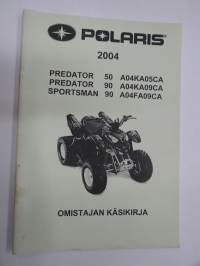 POLARIS®
2004
PREDATOR 50 A04KA05CA
PREDATOR 90 A04KA09CA
SPORTSMAN 90 A04FA09CA
OMISTAJAN KÄSIKIRJA